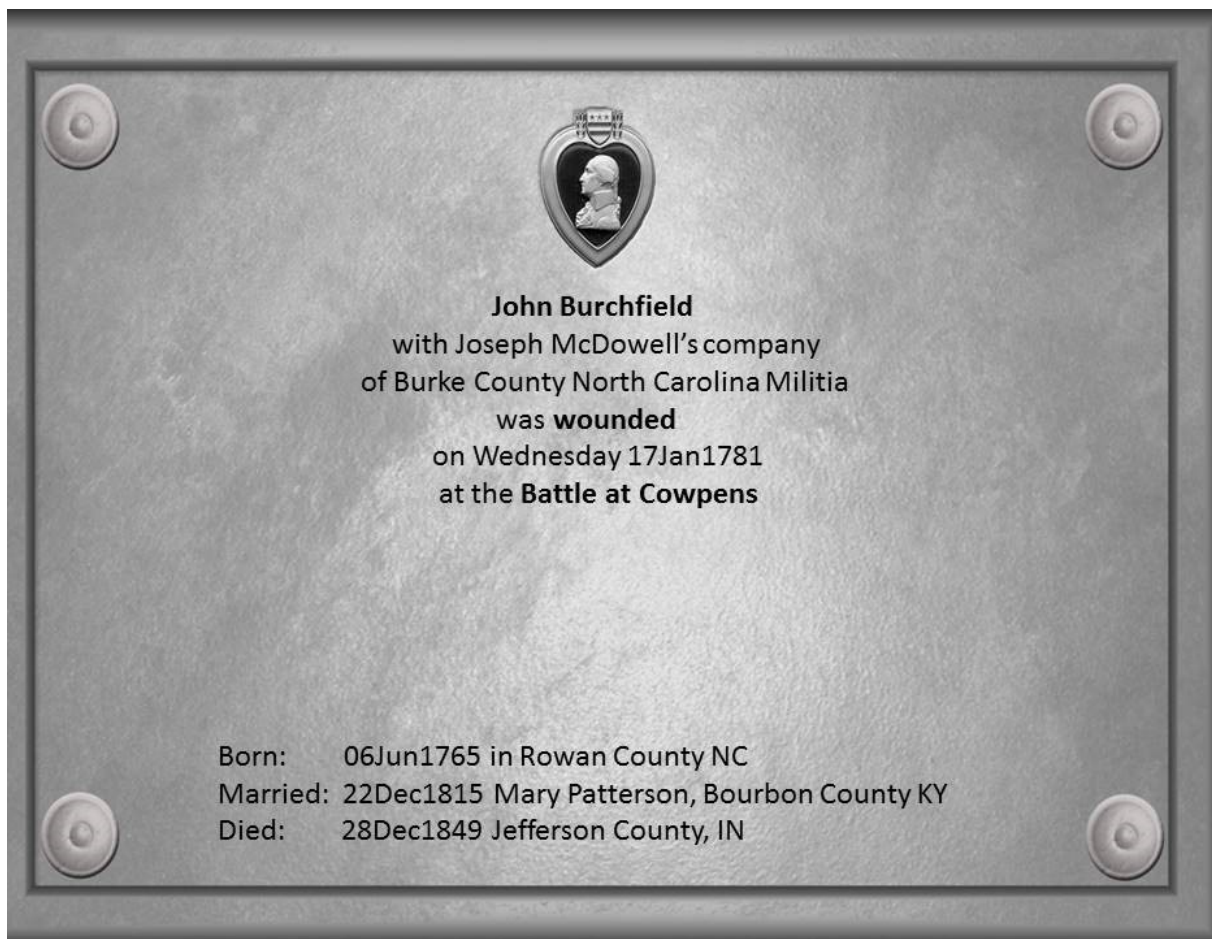 John Burchfield
with Joseph McDowell's company
of Burke County North Carolina Militia
was wounded
on Wednesday 17Jan1781
at the Battle at Cowpens
Born: 06Jun1765 in Rowan County NC
Married: 22Dec1815 Mary Patterson, Bourbon County KY
Died: 28Dec1849 Jefferson County, IN